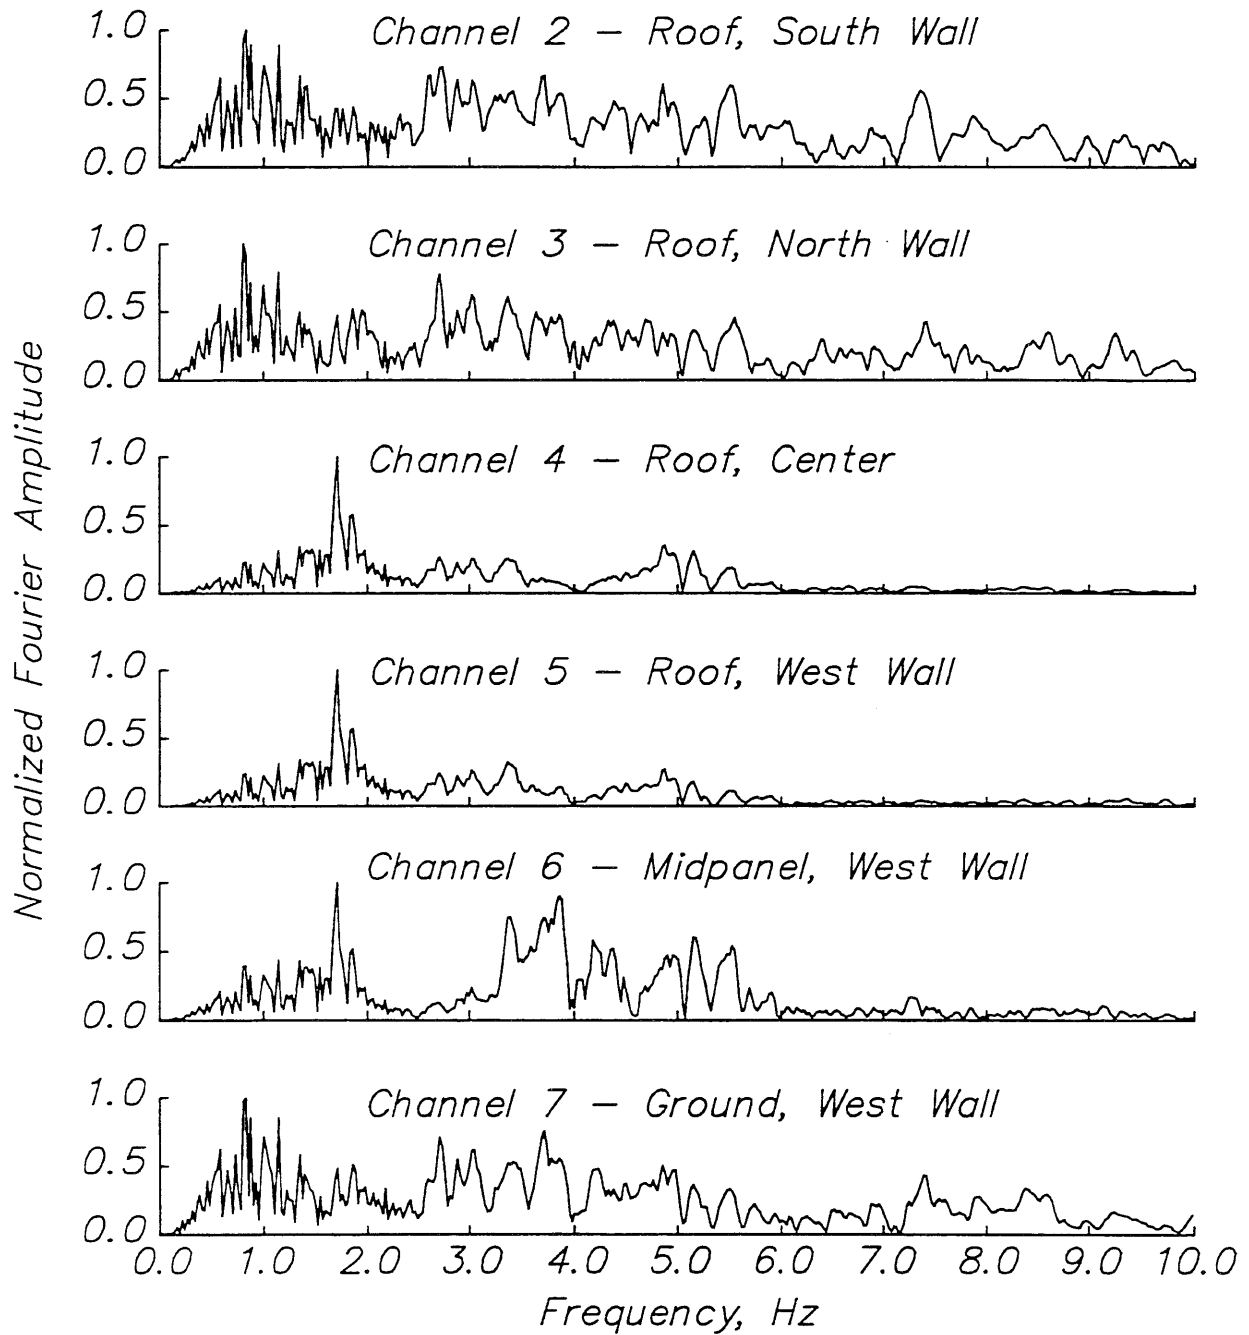 Normalized Fourier Amplitude
Channel 2 – Roof, South Wall
1.0
0.5
0.0
Channel 3 – Roof, North Wall
1.0
0.5
0.0
Channel 4 – Roof, Center
1.0
0.5
0.0
Channel 5 – Roof, West Wall
1.0
0.5
0.0
Channel 6 – Midpanel, West Wall
1.0
0.5
0.0
Channel 7 – Ground, West Wall
1.0
0.5
0.0
0.0 1.0 2.0 3.0 4.0 5.0 6.0 7.0 8.0 9.0 10.0
Frequency, Hz